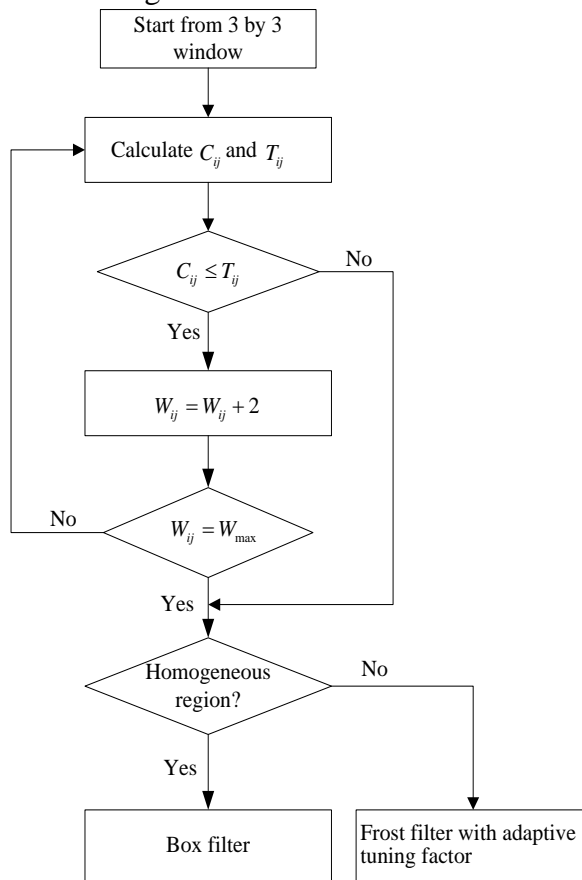 Start from 3 by 3
window
Calculate C_ij and T_ij
C_ij ≤ T_ij
No
Yes
W_ij = W_ij + 2
No
W_ij = W_max
Yes
Homogeneous
region?
No
Yes
Box filter
Frost filter with adaptive
tuning factor